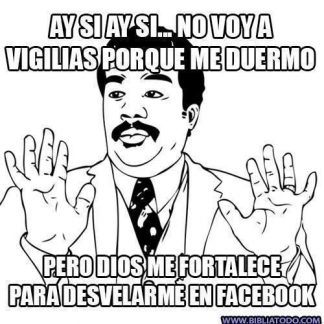 AY SI AY SI... NO VOY A
VIGILIAS PORQUE ME DUERMO
PERO DIOS ME FORTALECE
PARA DESVELARME EN FACEBOOK
WWW.BIBLIATODO.COM